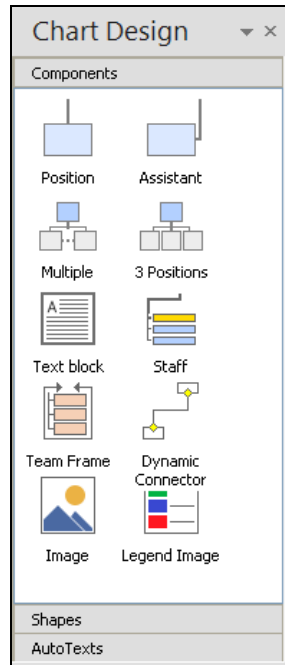 Chart Design
Components
Position
Assistant
Multiple
3 Positions
A
Text block
Staff
Team Frame
Dynamic
Connector
Image
Legend Image
Shapes
AutoTexts